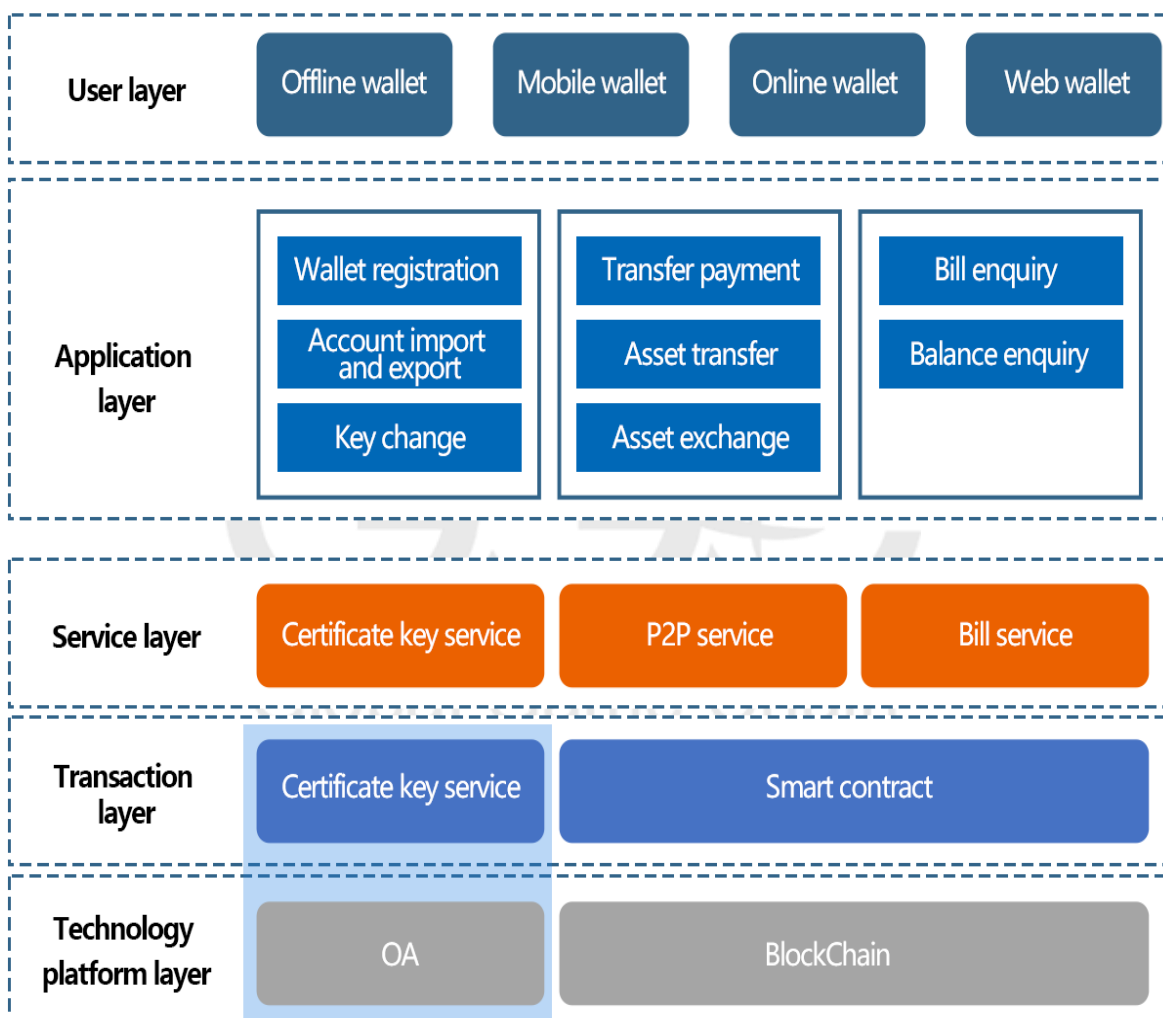 User layer
Offline wallet
Mobile wallet
Online wallet
Web wallet
Application
layer
Wallet registration
Account import
and export
Key change
Transfer payment
Asset transfer
Asset exchange
Bill enquiry
Balance enquiry
Service layer
Certificate key service
P2P service
Bill service
Transaction
layer
Certificate key service
Smart contract
Technology
platform layer
OA
BlockChain